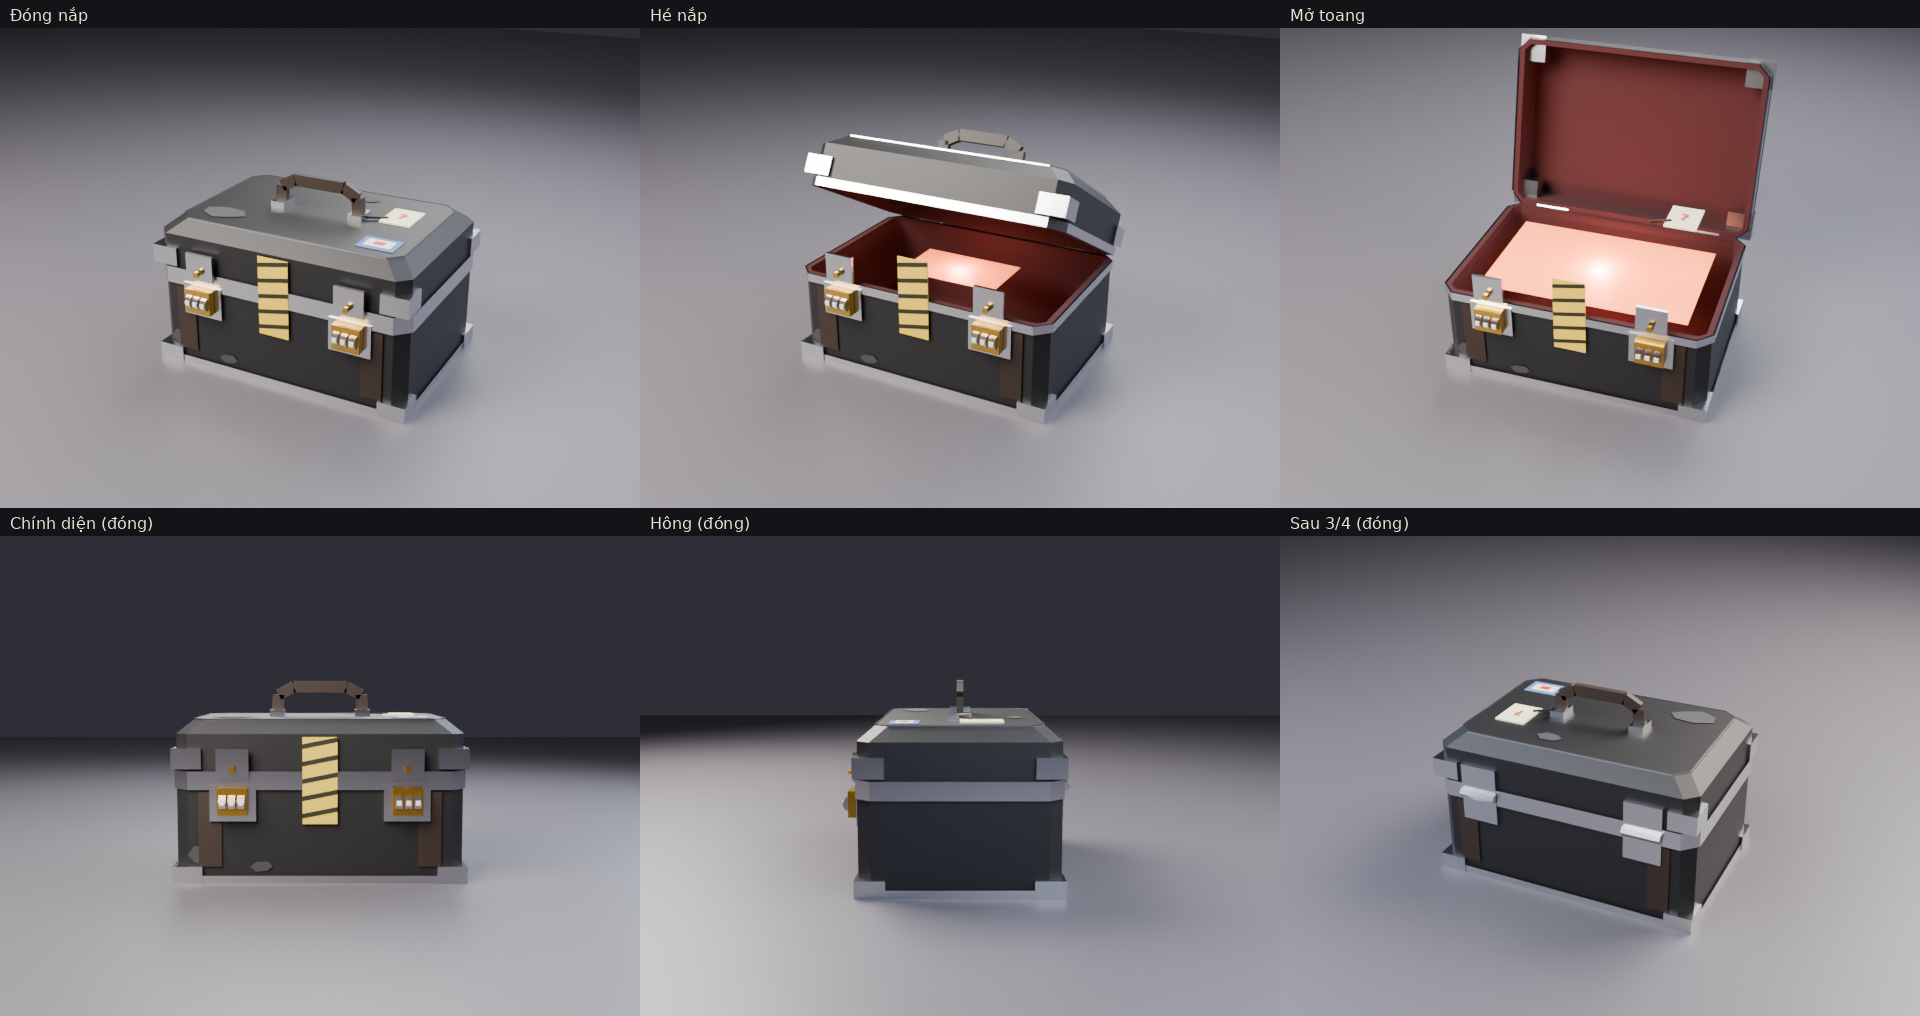 Đóng nắp
Hé nắp
Mở toang
?
?
Chính diện (đóng)
Hông (đóng)
Sau 3/4 (đóng)
?